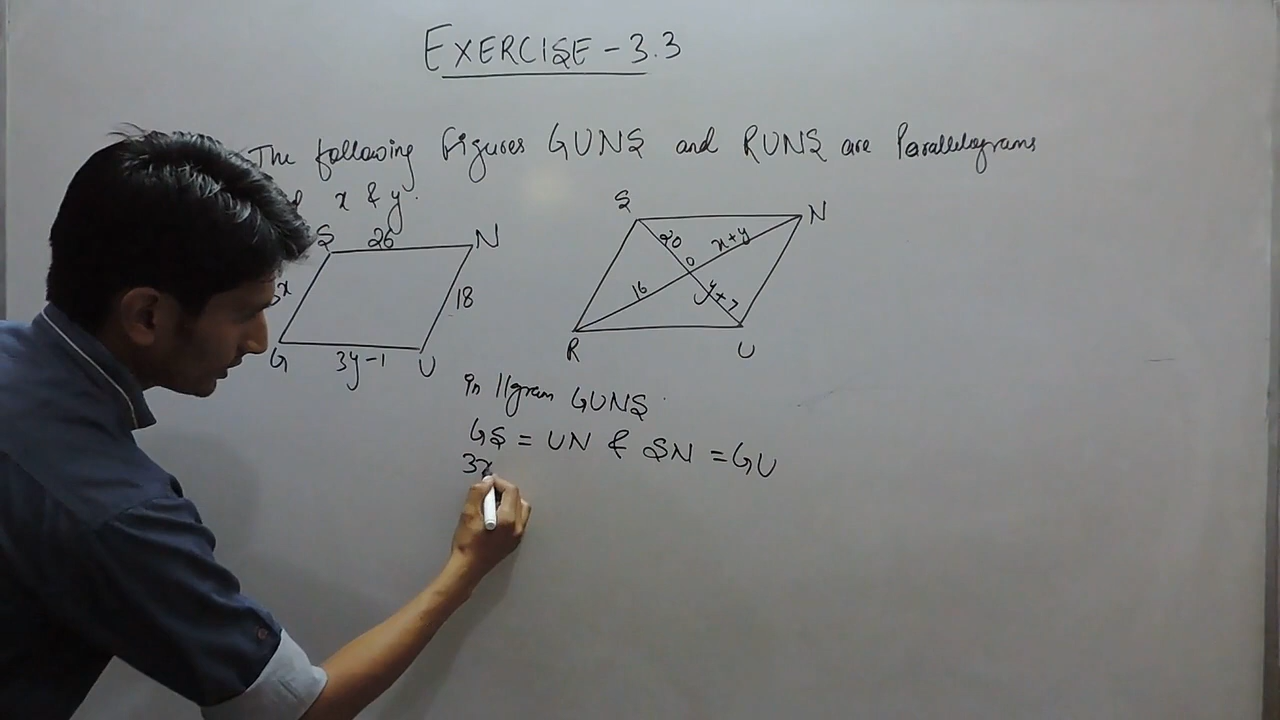 EXERCISE - 3.3
The following figures GUNS and RUNS are Parallelograms
x & y.
S 26 N
x 18
G 3y-1 U
S N
20 x+y
O
16 y+7
R U
In ||gram GUNS
GS = UN & SN = GU
3x